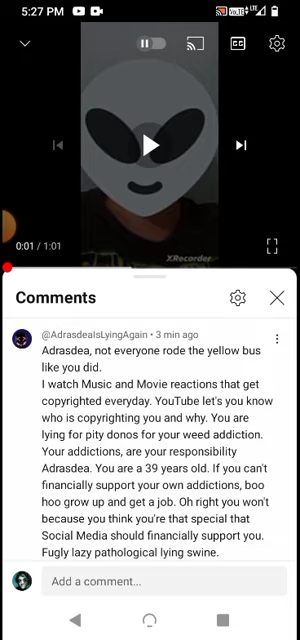 5:27 PM
LTE
VoLTE
CC
0:01 / 1:01
XRecorder
Comments
@AdrasdeaIsLyingAgain • 3 min ago
Adrasdea, not everyone rode the yellow bus
like you did.
I watch Music and Movie reactions that get
copyrighted everyday. YouTube let's you know
who is copyrighting you and why. You are
lying for pity donos for your weed addiction.
Your addictions, are your responsibility
Adrasdea. You are a 39 years old. If you can't
financially support your own addictions, boo
hoo grow up and get a job. Oh right you won't
because you think you're that special that
Social Media should financially support you.
Fugly lazy pathological lying swine.
Add a comment...